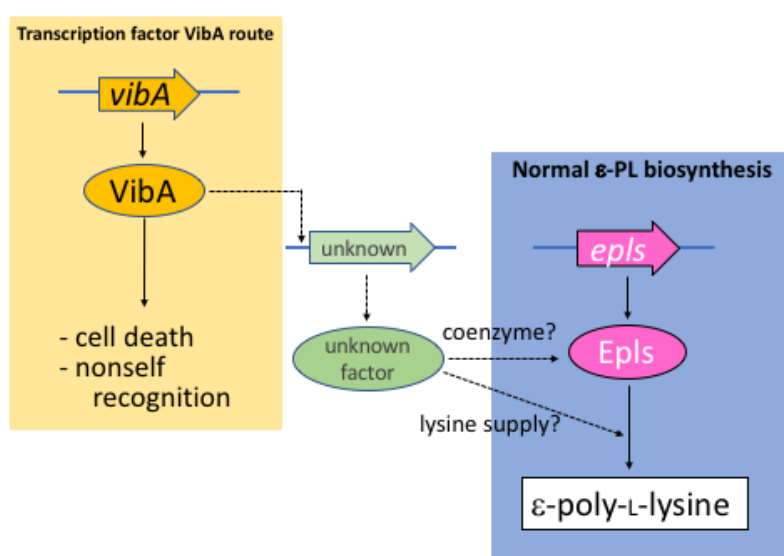 Transcription factor VibA route
vibA
VibA
- cell death
- nonself
recognition
unknown
unknown
factor
coenzyme?
lysine supply?
Normal ε-PL biosynthesis
epls
Epls
ε-poly-L-lysine